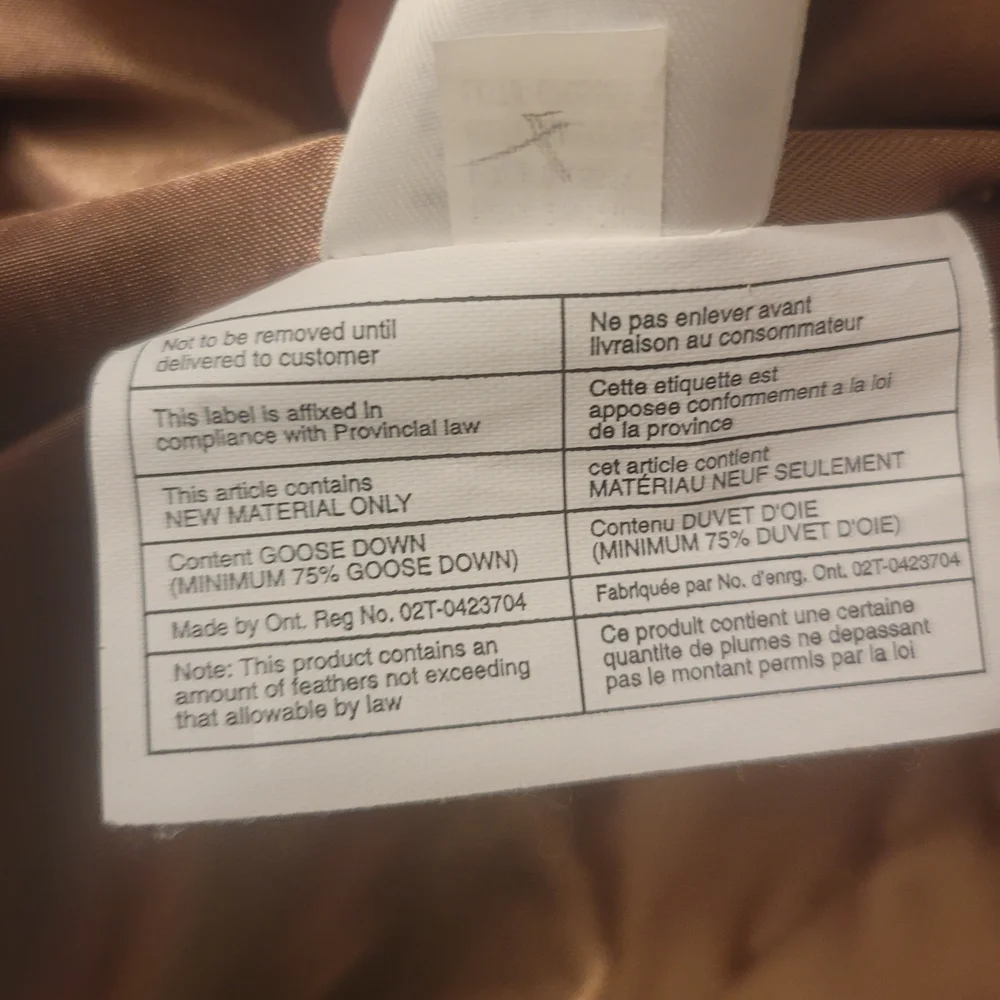 Not to be removed until
delivered to customer
Ne pas enlever avant
livraison au consommateur
This label is affixed in
compliance with Provincial law
Cette etiquette est
apposee conformement a la loi
de la province
This article contains
NEW MATERIAL ONLY
cet article contient
MATÉRIAU NEUF SEULEMENT
Content GOOSE DOWN
(MINIMUM 75% GOOSE DOWN)
Contenu DUVET D'OIE
(MINIMUM 75% DUVET D'OIE)
Made by Ont. Reg No. 02T-0423704
Fabriquée par No. d'enrg. Ont. 02T-0423704
Note: This product contains an
amount of feathers not exceeding
that allowable by law
Ce produit contient une certaine
quantite de plumes ne depassant
pas le montant permis par la loi